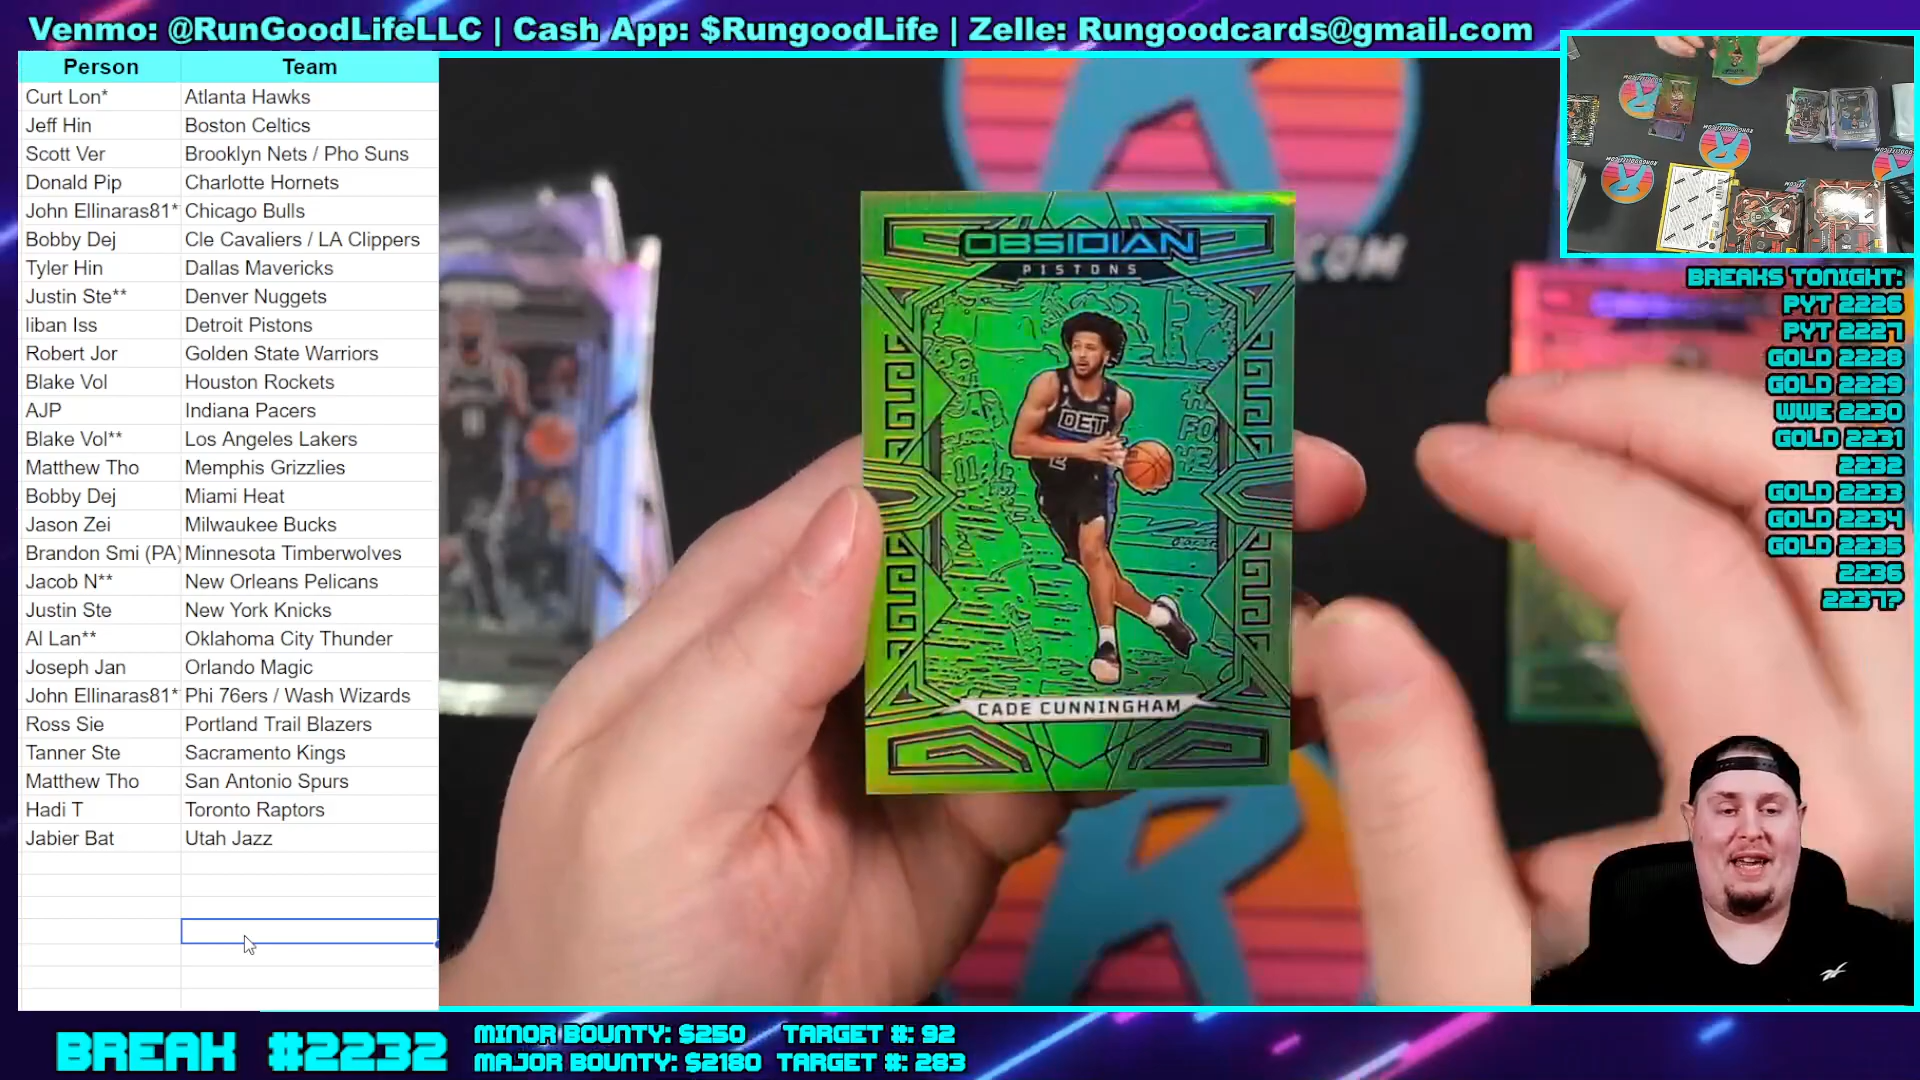 Venmo: @RunGoodLifeLLC | Cash App: $RungoodLife | Zelle: Rungoodcards@gmail.com
Person Team
Curt Lon* Atlanta Hawks
Jeff Hin Boston Celtics
Scott Ver Brooklyn Nets / Pho Suns
Donald Pip Charlotte Hornets
John Ellinaras81* Chicago Bulls
Bobby Dej Cle Cavaliers / LA Clippers
Tyler Hin Dallas Mavericks
Justin Ste** Denver Nuggets
liban Iss Detroit Pistons
Robert Jor Golden State Warriors
Blake Vol Houston Rockets
AJP Indiana Pacers
Blake Vol** Los Angeles Lakers
Matthew Tho Memphis Grizzlies
Bobby Dej Miami Heat
Jason Zei Milwaukee Bucks
Brandon Smi (PA) Minnesota Timberwolves
Jacob N** New Orleans Pelicans
Justin Ste New York Knicks
Al Lan** Oklahoma City Thunder
Joseph Jan Orlando Magic
John Ellinaras81* Phi 76ers / Wash Wizards
Ross Sie Portland Trail Blazers
Tanner Ste Sacramento Kings
Matthew Tho San Antonio Spurs
Hadi T Toronto Raptors
Jabier Bat Utah Jazz
OBSIDIAN
PISTONS
DET
CADE CUNNINGHAM
.COM
BREAKS TONIGHT:
PYT 2226
PYT 2227
GOLD 2228
GOLD 2229
WWE 2230
GOLD 2231
2232
GOLD 2233
GOLD 2234
GOLD 2235
2236
2237?
BREAK #2232
MINOR BOUNTY: $250 TARGET #: 92
MAJOR BOUNTY: $2180 TARGET #: 283